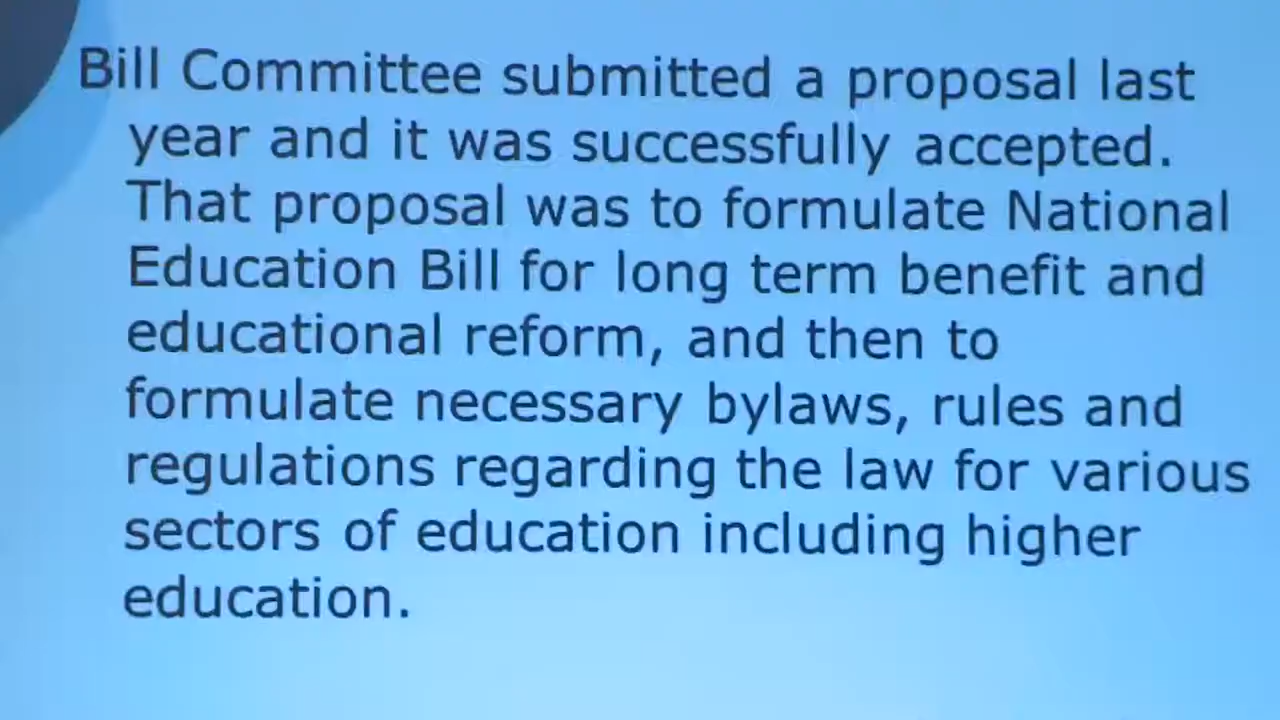 Bill Committee submitted a proposal last
year and it was successfully accepted.
That proposal was to formulate National
Education Bill for long term benefit and
educational reform, and then to
formulate necessary bylaws, rules and
regulations regarding the law for various
sectors of education including higher
education.